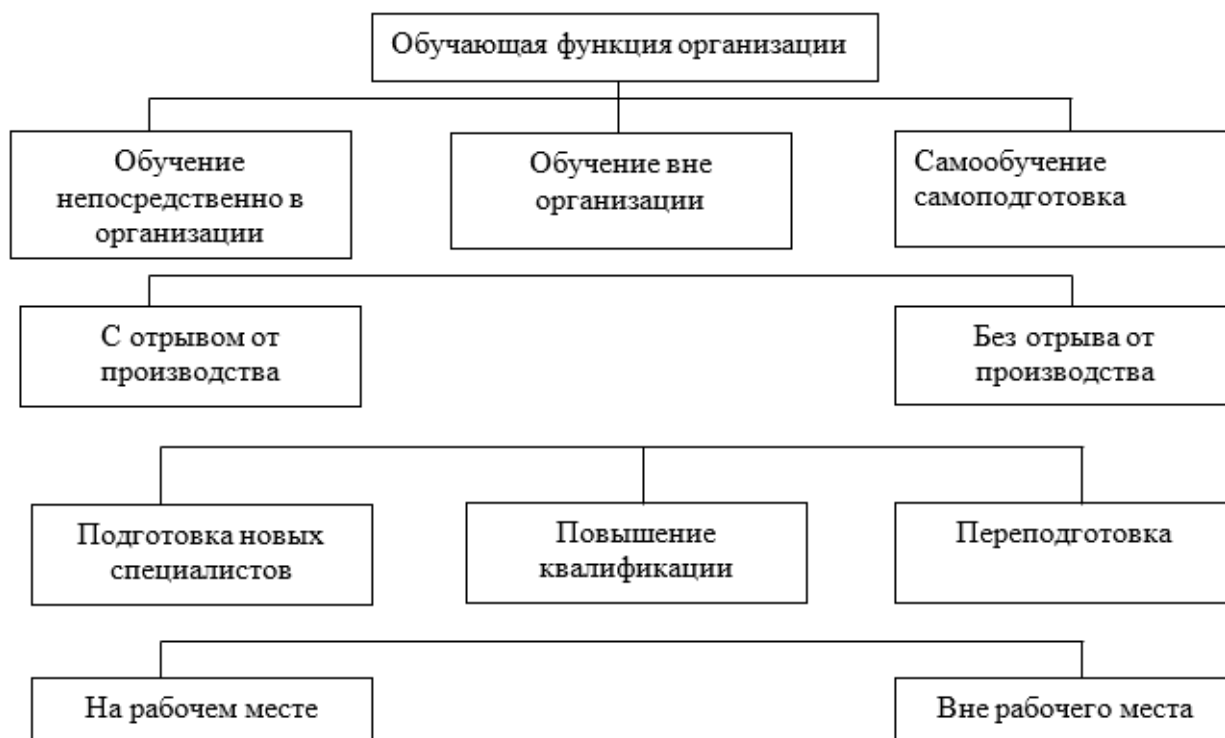 Обучающая функция организации
Обучение
непосредственно в
организации
Обучение вне
организации
Самообучение
самоподготовка
С отрывом от
производства
Без отрыва от
производства
Подготовка новых
специалистов
Повышение
квалификации
Переподготовка
На рабочем месте
Вне рабочего места